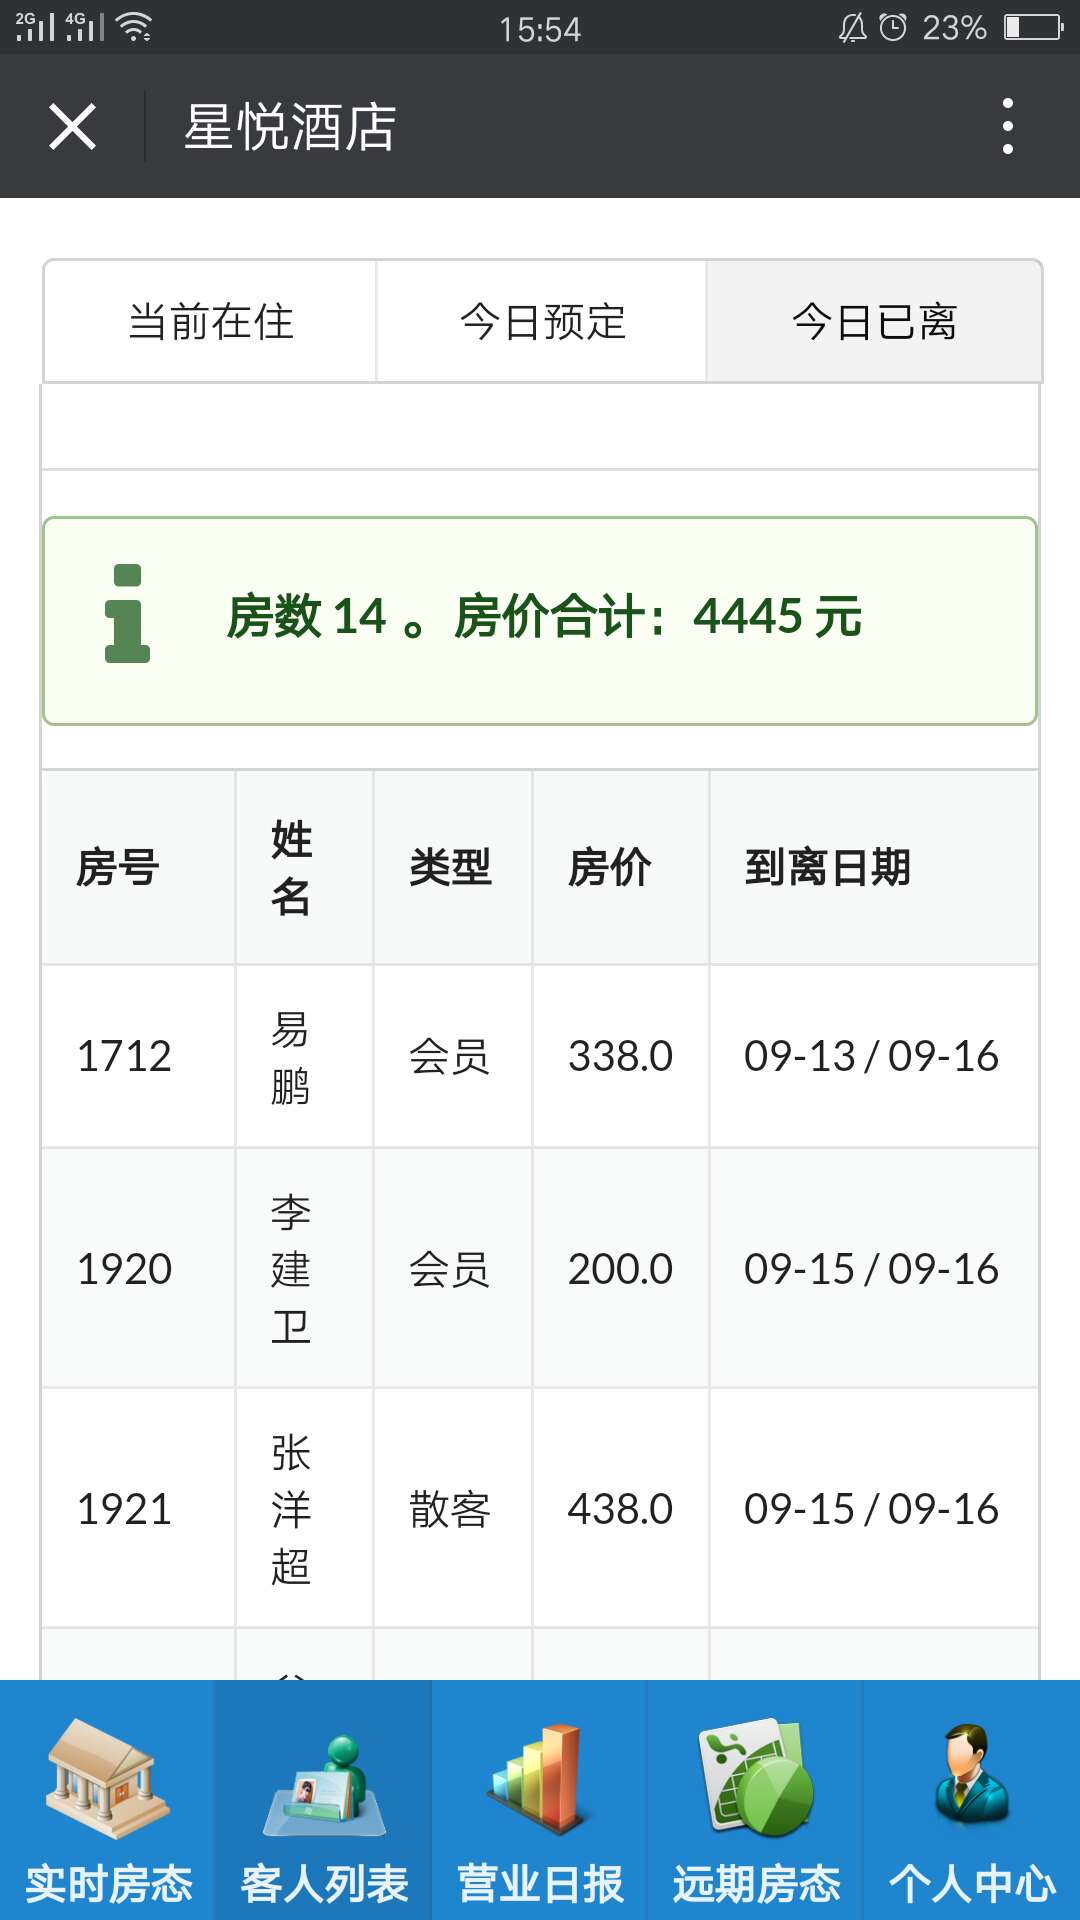 2G 4G 15:54 23%
星悦酒店
当前在住 今日预定 今日已离
房数 14 。房价合计：4445 元
房号 姓名 类型 房价 到离日期
1712 易鹏 会员 338.0 09-13 / 09-16
1920 李建卫 会员 200.0 09-15 / 09-16
1921 张洋超 散客 438.0 09-15 / 09-16
实时房态 客人列表 营业日报 远期房态 个人中心